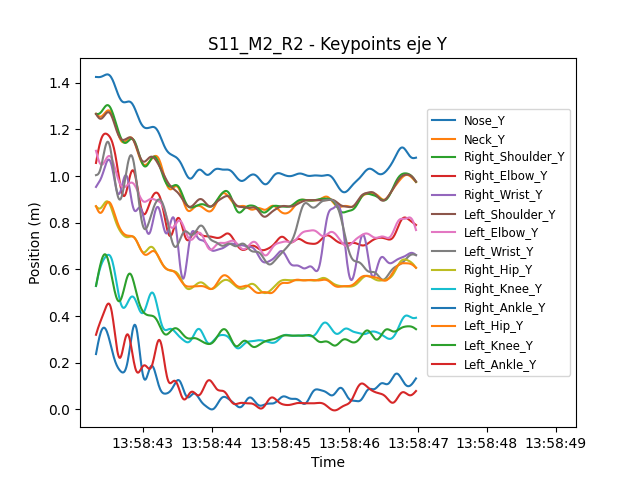 S11_M2_R2 - Keypoints eje Y
Position (m)
1.4
1.2
1.0
0.8
0.6
0.4
0.2
0.0
Nose_Y
Neck_Y
Right_Shoulder_Y
Right_Elbow_Y
Right_Wrist_Y
Left_Shoulder_Y
Left_Elbow_Y
Left_Wrist_Y
Right_Hip_Y
Right_Knee_Y
Right_Ankle_Y
Left_Hip_Y
Left_Knee_Y
Left_Ankle_Y
13:58:43 13:58:44 13:58:45 13:58:46 13:58:47 13:58:48 13:58:49
Time